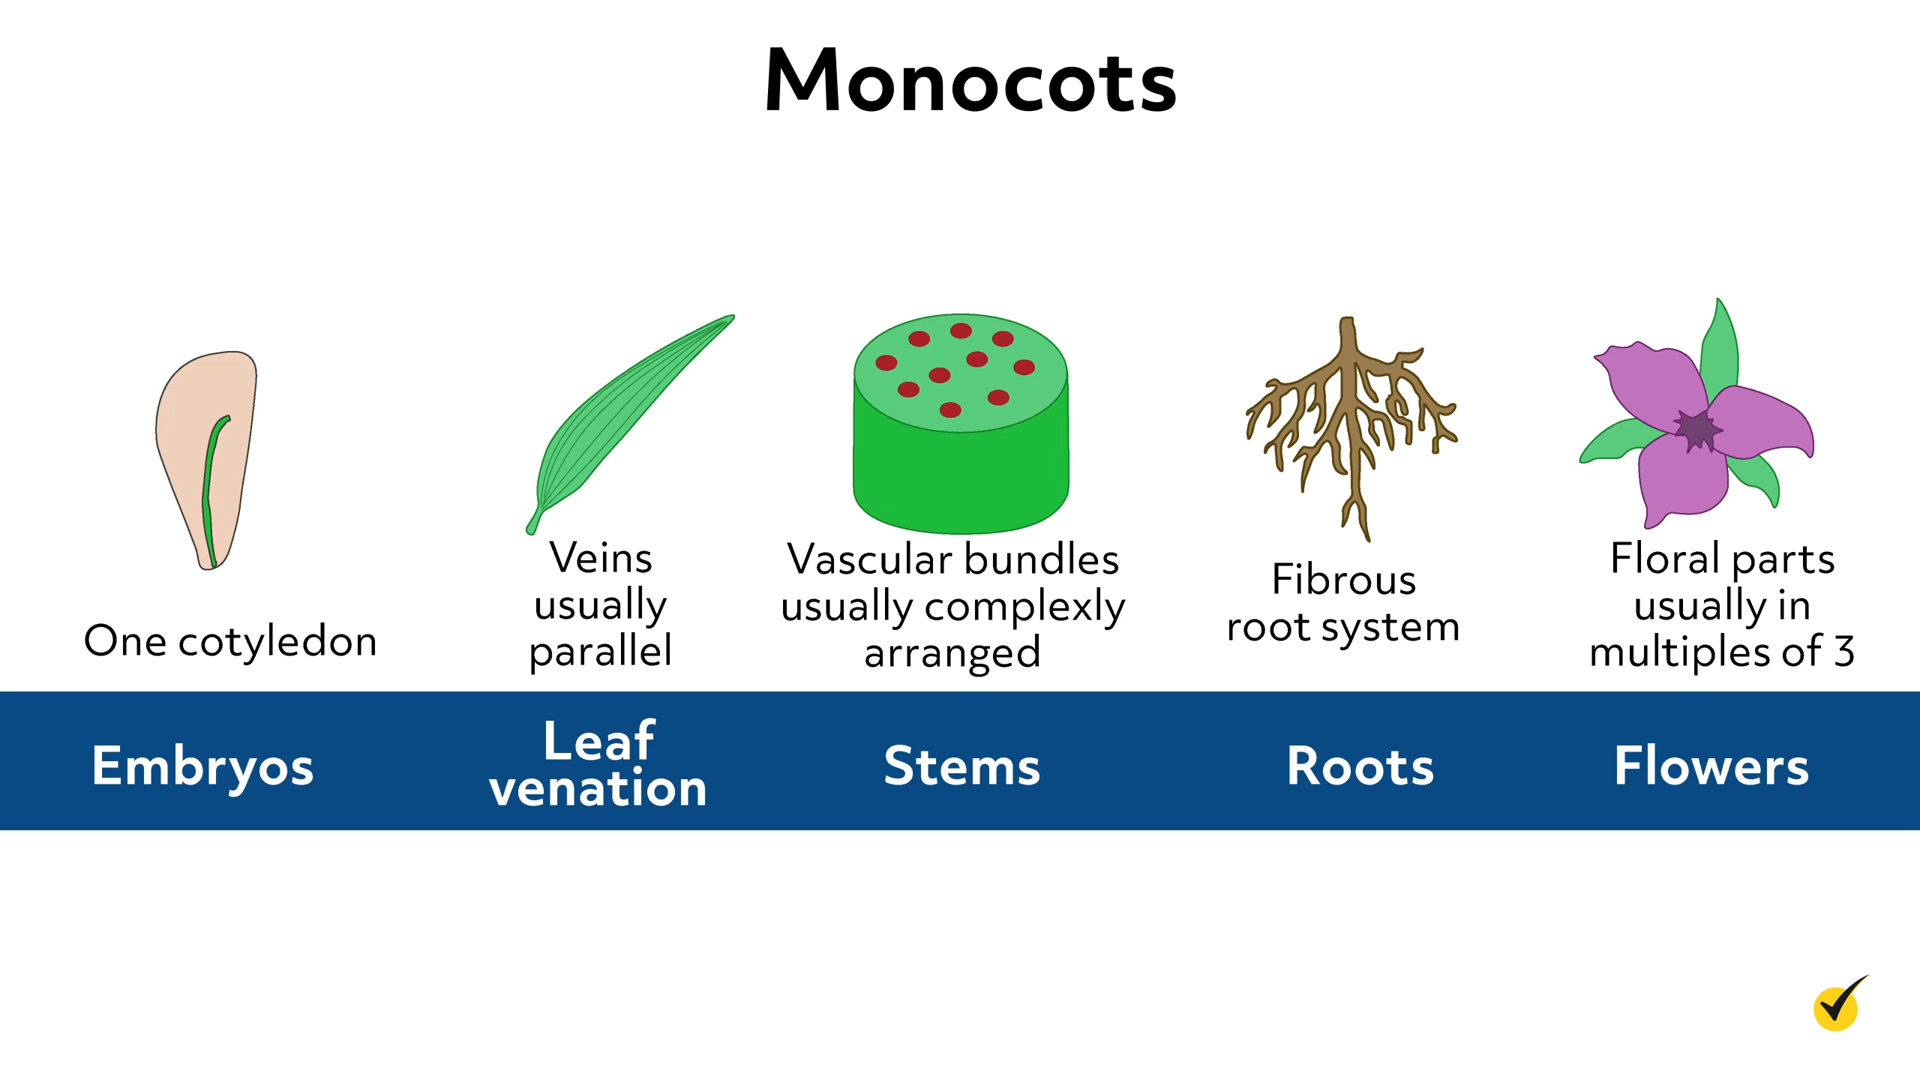 Monocots
One cotyledon
Veins
usually
parallel
Vascular bundles
usually complexly
arranged
Fibrous
root system
Floral parts
usually in
multiples of 3
Embryos
Leaf
venation
Stems
Roots
Flowers